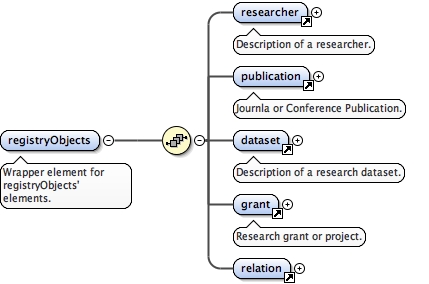 researcher
Description of a researcher.
publication
Journla or Conference Publication.
registryObjects
Wrapper element for
registryObjects'
elements.
dataset
Description of a research dataset.
grant
Research grant or project.
relation